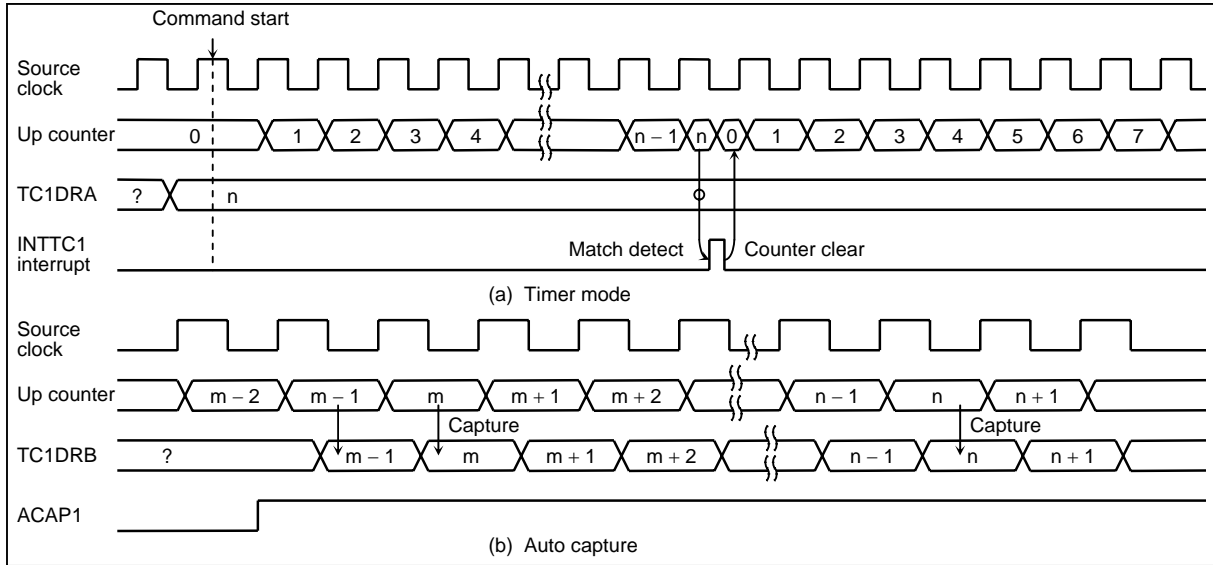 Command start
Source
clock
Up counter 0 1 2 3 4 n − 1 n 0 1 2 3 4 5 6 7
TC1DRA ? n
INTTC1
interrupt
Match detect Counter clear
(a) Timer mode
Source
clock
Up counter m − 2 m − 1 m m + 1 m + 2 n − 1 n n + 1
Capture Capture
TC1DRB ? m − 1 m m + 1 m + 2 n − 1 n n + 1
ACAP1
(b) Auto capture